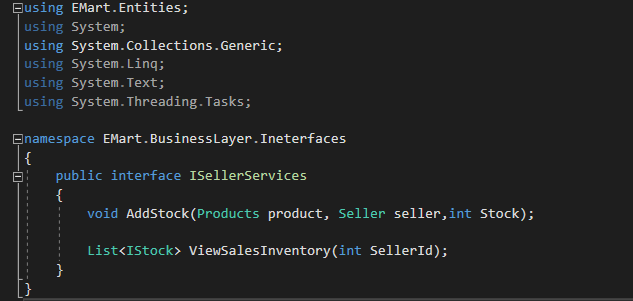 using EMart.Entities;
using System;
using System.Collections.Generic;
using System.Linq;
using System.Text;
using System.Threading.Tasks;
namespace EMart.BusinessLayer.Ineterfaces
{
public interface ISellerServices
{
void AddStock(Products product, Seller seller,int Stock);
List<IStock> ViewSalesInventory(int SellerId);
}
}